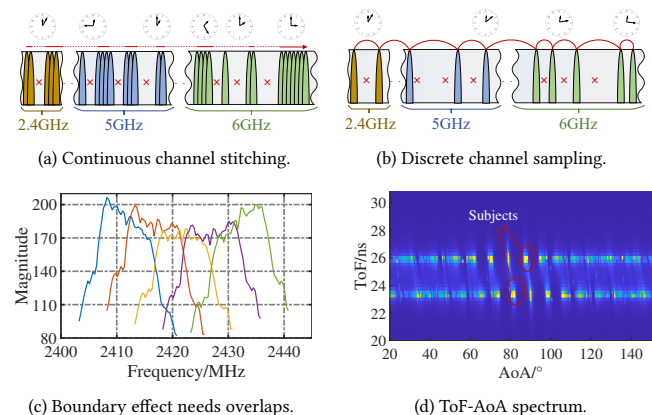 2.4GHz 5GHz 6GHz
2.4GHz 5GHz 6GHz
(a) Continuous channel stitching.
(b) Discrete channel sampling.
200
170
140
110
80
Magnitude
2400 2410 2420 2430 2440
Frequency/MHz
30
28
26
24
22
20
ToF/ns
Subjects
20 40 60 80 100 120 140
AoA/°
(c) Boundary effect needs overlaps.
(d) ToF-AoA spectrum.